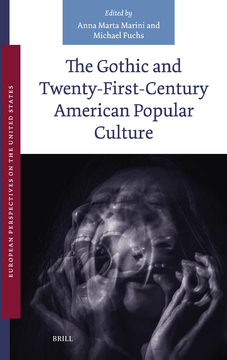 Edited by
Anna Marta Marini and
Michael Fuchs
The Gothic and
Twenty-First-Century
American Popular
Culture
EUROPEAN PERSPECTIVES ON THE UNITED STATES
BRILL